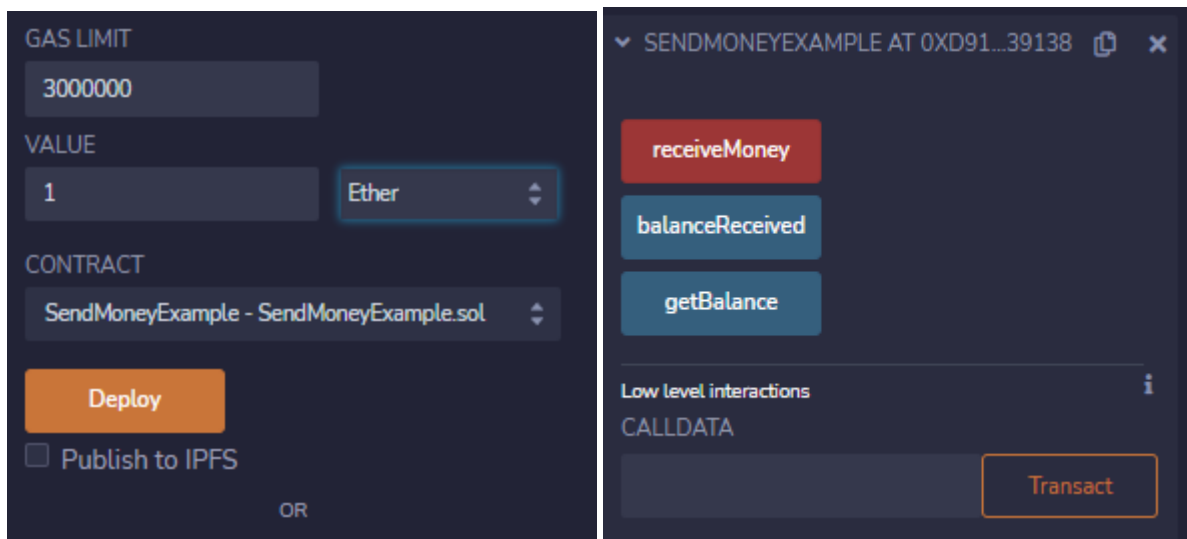 GAS LIMIT
3000000
VALUE
1
Ether
CONTRACT
SendMoneyExample - SendMoneyExample.sol
Deploy
Publish to IPFS
OR
SENDMONEYEXAMPLE AT 0XD91...39138
receiveMoney
balanceReceived
getBalance
Low level interactions
i
CALLDATA
Transact